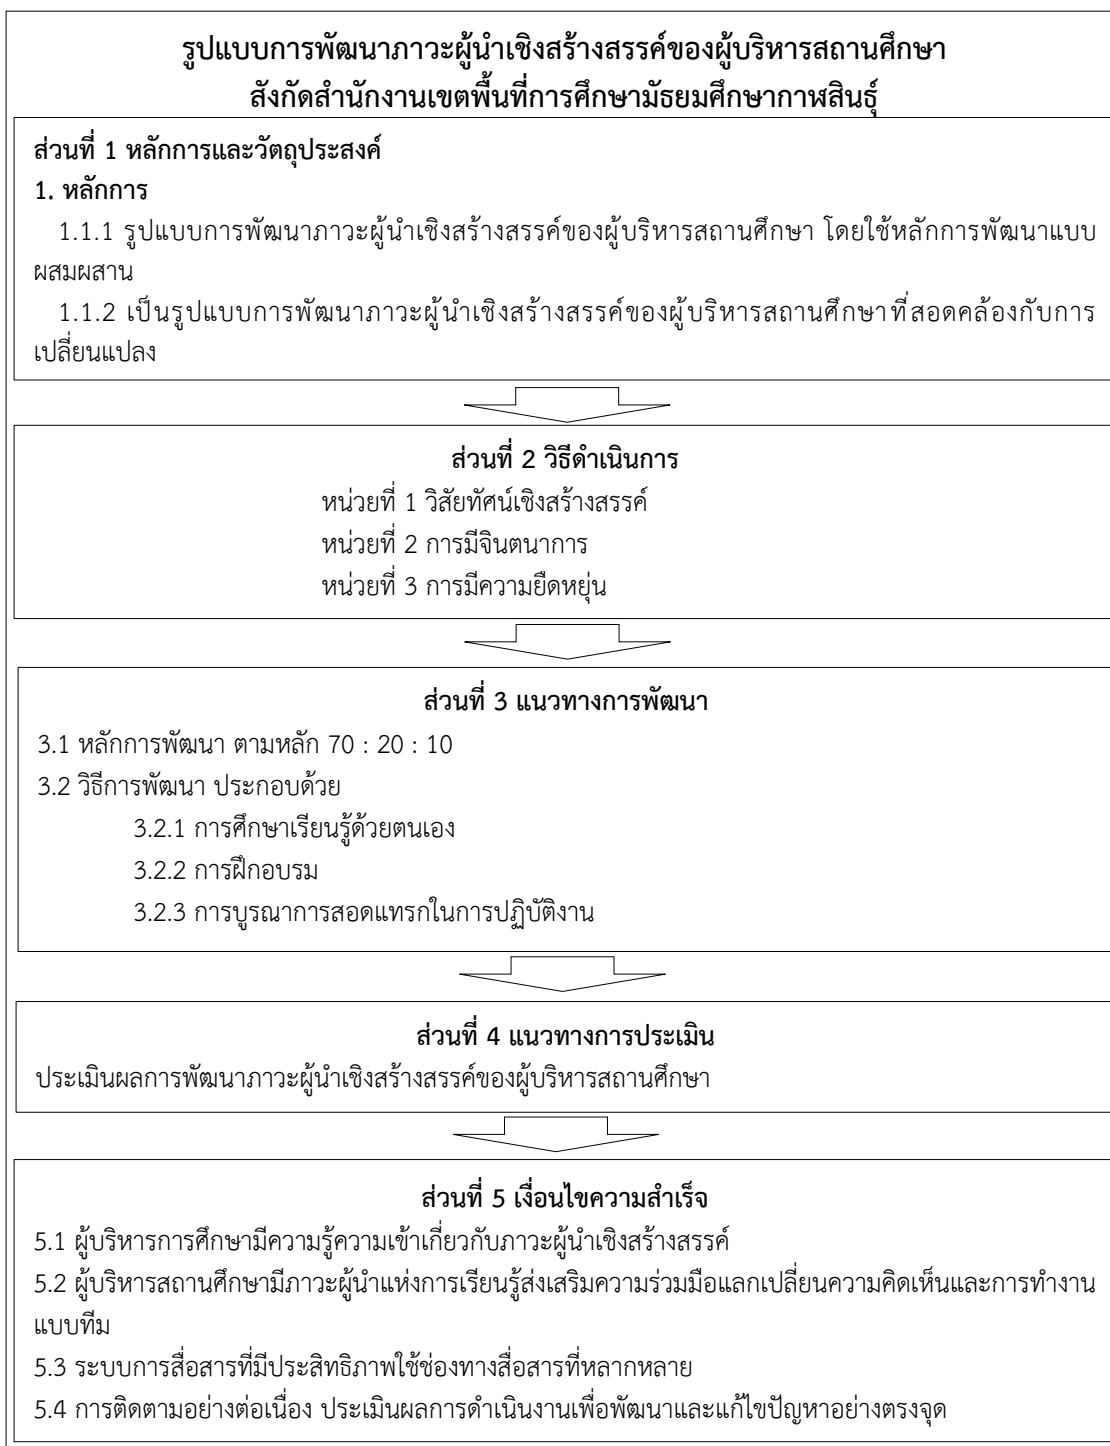 รูปแบบการพัฒนาภาวะผู้นำเชิงสร้างสรรค์ของผู้บริหารสถานศึกษา
สังกัดสำนักงานเขตพื้นที่การศึกษามัธยมศึกษากาฬสินธุ์
ส่วนที่ 1 หลักการและวัตถุประสงค์
1. หลักการ
1.1.1 รูปแบบการพัฒนาภาวะผู้นำเชิงสร้างสรรค์ของผู้บริหารสถานศึกษา โดยใช้หลักการพัฒนาแบบ
ผสมผสาน
1.1.2 เป็นรูปแบบการพัฒนาภาวะผู้นำเชิงสร้างสรรค์ของผู้บริหารสถานศึกษาที่สอดคล้องกับการ
เปลี่ยนแปลง
ส่วนที่ 2 วิธีดำเนินการ
หน่วยที่ 1 วิสัยทัศน์เชิงสร้างสรรค์
หน่วยที่ 2 การมีจินตนาการ
หน่วยที่ 3 การมีความยืดหยุ่น
ส่วนที่ 3 แนวทางการพัฒนา
3.1 หลักการพัฒนา ตามหลัก 70 : 20 : 10
3.2 วิธีการพัฒนา ประกอบด้วย
3.2.1 การศึกษาเรียนรู้ด้วยตนเอง
3.2.2 การฝึกอบรม
3.2.3 การบูรณาการสอดแทรกในการปฏิบัติงาน
ส่วนที่ 4 แนวทางการประเมิน
ประเมินผลการพัฒนาภาวะผู้นำเชิงสร้างสรรค์ของผู้บริหารสถานศึกษา
ส่วนที่ 5 เงื่อนไขความสำเร็จ
5.1 ผู้บริหารการศึกษามีความรู้ความเข้าเกี่ยวกับภาวะผู้นำเชิงสร้างสรรค์
5.2 ผู้บริหารสถานศึกษามีภาวะผู้นำแห่งการเรียนรู้ส่งเสริมความร่วมมือแลกเปลี่ยนความคิดเห็นและการทำงาน
แบบทีม
5.3 ระบบการสื่อสารที่มีประสิทธิภาพใช้ช่องทางสื่อสารที่หลากหลาย
5.4 การติดตามอย่างต่อเนื่อง ประเมินผลการดำเนินงานเพื่อพัฒนาและแก้ไขปัญหาอย่างตรงจุด